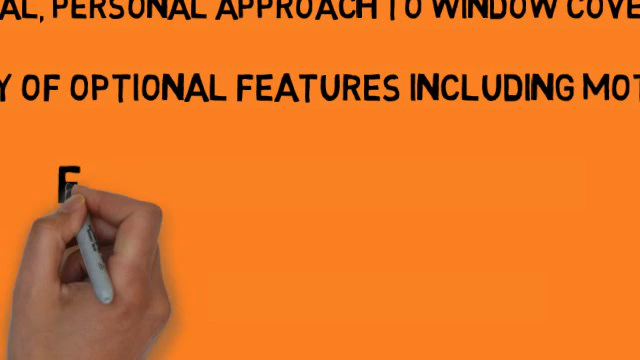 AL, PERSONAL APPROACH TO WINDOW COVE
Y OF OPTIONAL FEATURES INCLUDING MOT